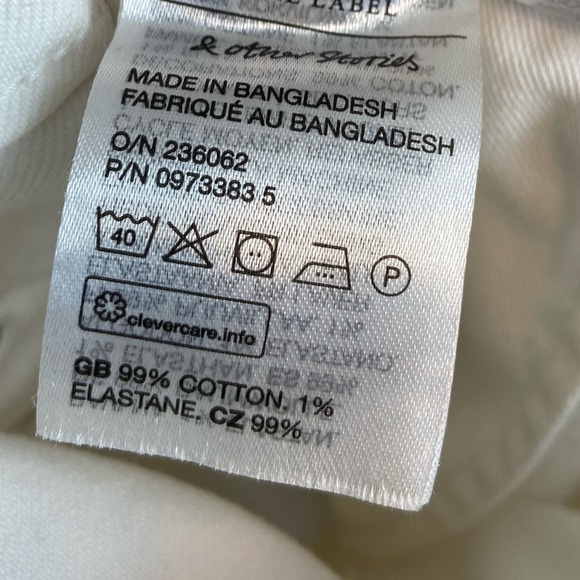 LABEL
& other stories
MADE IN BANGLADESH
FABRIQUÉ AU BANGLADESH
O/N 236062
P/N 0973383 5
40
P
clevercare.info
GB 99% COTTON. 1%
ELASTANE. CZ 99%